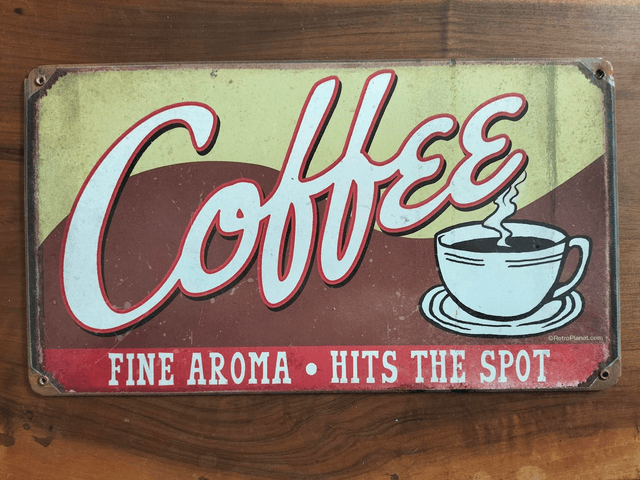 Coffee
©RetroPlanet.com
FINE AROMA • HITS THE SPOT